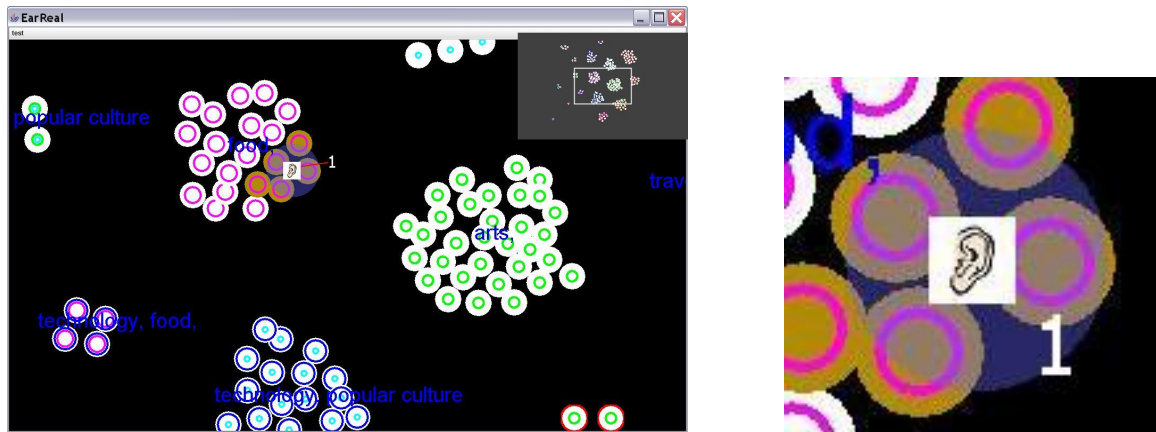 EarReal
test
popular culture
food,
1
trav
arts,
technology, food,
technology, popular culture
d,
1